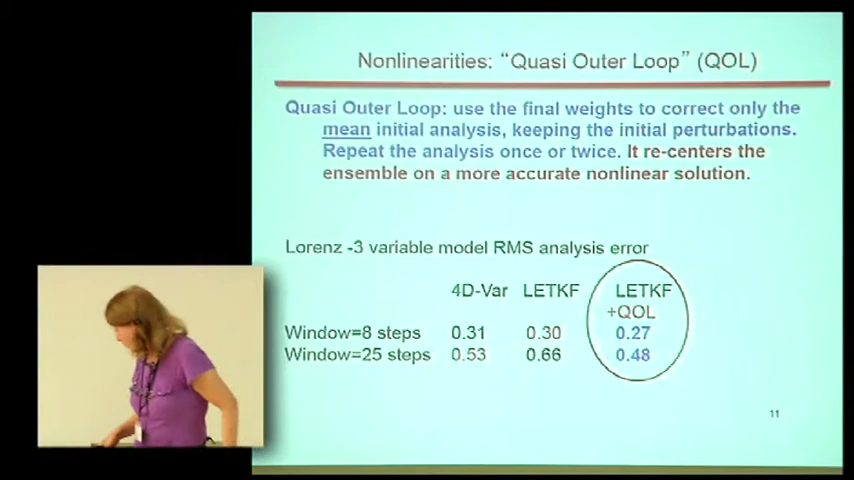 Nonlinearities: “Quasi Outer Loop” (QOL)
Quasi Outer Loop: use the final weights to correct only the
mean initial analysis, keeping the initial perturbations.
Repeat the analysis once or twice. It re-centers the
ensemble on a more accurate nonlinear solution.
Lorenz -3 variable model RMS analysis error
4D-Var LETKF LETKF
+QOL
Window=8 steps 0.31 0.30 0.27
Window=25 steps 0.53 0.66 0.48
11